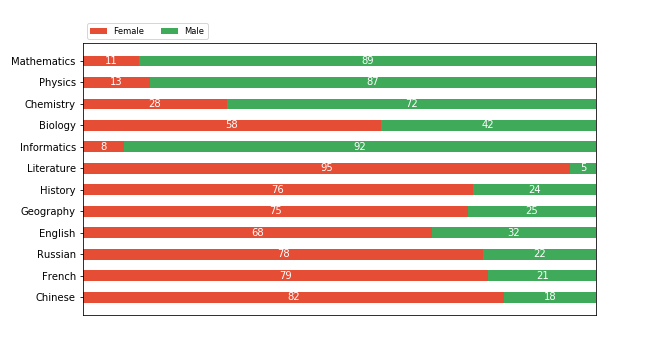 Female Male
Mathematics 11 89
Physics 13 87
Chemistry 28 72
Biology 58 42
Informatics 8 92
Literature 95 5
History 76 24
Geography 75 25
English 68 32
Russian 78 22
French 79 21
Chinese 82 18